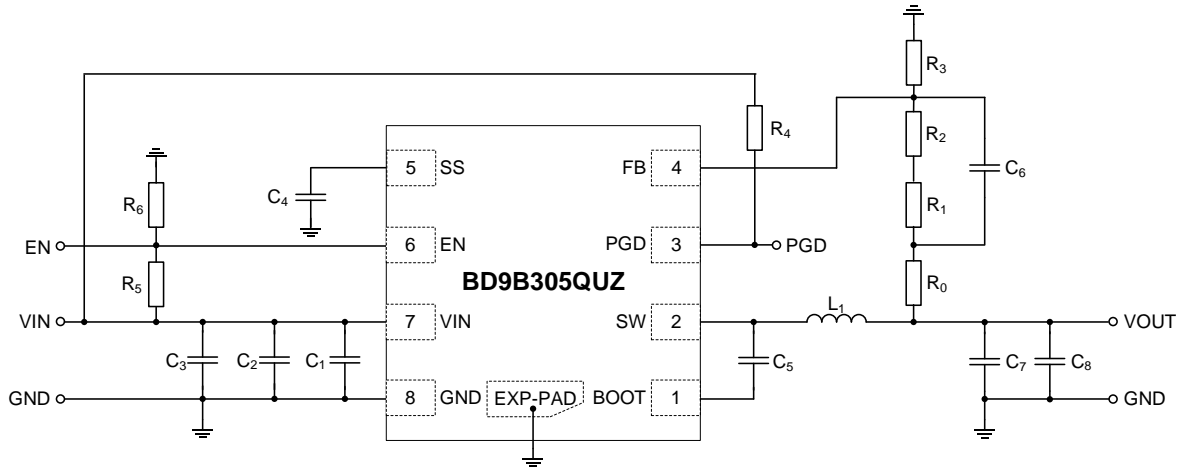 R3
R4
R2
C6
5 SS
FB 4
C4
R6
R1
EN
6 EN
PGD 3
PGD
BD9B305QUZ
R5
R0
L1
VIN
7 VIN
SW 2
VOUT
C3
C2
C1
C5
C7
C8
GND
8 GND
EXP-PAD
BOOT 1
GND